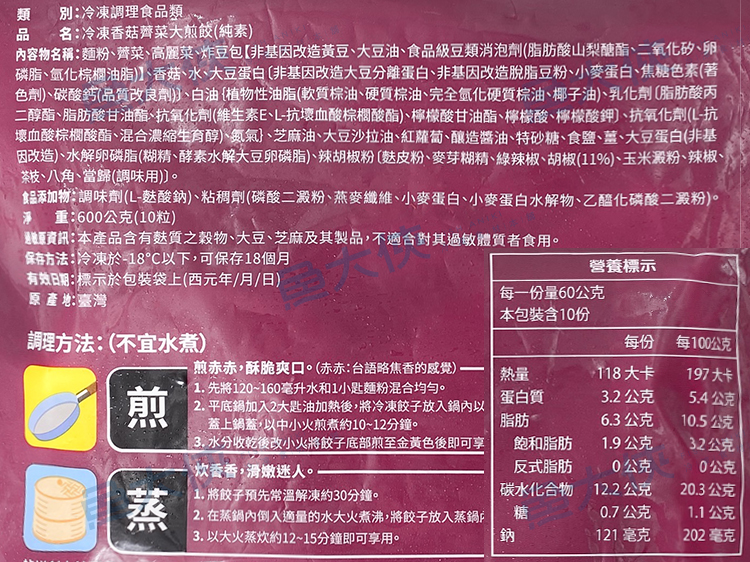 類　　別:冷凍調理食品類
品　　名:冷凍香菇薺菜大煎餃(純素)
內容物名稱:麵粉、薺菜、高麗菜、炸豆包【非基因改造黃豆、大豆油、食品級豆類消泡劑(脂肪酸山梨醇酯、二氧化矽、卵
磷脂、氫化棕櫚油脂)】、香菇、水、大豆蛋白〔非基因改造大豆分離蛋白、非基因改造脫脂豆粉、小麥蛋白、焦糖色素(著
色劑)、碳酸鈣(品質改良劑)〕、白油{植物性油脂(軟質棕油、硬質棕油、完全氫化硬質棕油、椰子油)、乳化劑〔脂肪酸丙
二醇酯、脂肪酸甘油酯、抗氧化劑(維生素E、L-抗壞血酸棕櫚酸酯)、檸檬酸甘油酯、檸檬酸、檸檬酸鉀〕、抗氧化劑(L-抗
壞血酸棕櫚酸酯、混合濃縮生育醇)、氮氣}、芝麻油、大豆沙拉油、紅蘿蔔、釀造醬油、特砂糖、食鹽、薑、大豆蛋白(非基
因改造)、水解卵磷脂(糊精、酵素水解大豆卵磷脂)、辣胡椒粉〔麩皮粉、麥芽糊精、綠辣椒、胡椒(11%)、玉米澱粉、辣椒、
茶枝、八角、當歸(調味用)〕。
食品添加物:調味劑(L-麩酸鈉)、粘稠劑(磷酸二澱粉、燕麥纖維、小麥蛋白、小麥蛋白水解物、乙醯化磷酸二澱粉)。
淨　　重:600公克(10粒)
過敏原資訊:本產品含有麩質之穀物、大豆、芝麻及其製品,不適合對其過敏體質者食用。
保存方法:冷凍於-18°C以下,可保存18個月
有效日期:標示於包裝袋上(西元年/月/日)
原 產 地:臺灣
調理方法:(不宜水煮)
煎
煎赤赤,酥脆爽口。(赤赤:台語略焦香的感覺)
1. 先將120~160毫升水和1小匙麵粉混合均勻。
2. 平底鍋加入2大匙油加熱後,將冷凍餃子放入鍋內以
蓋上鍋蓋,以中小火煎煮約10~12分鐘。
3. 水分收乾後改小火將餃子底部煎至金黃色後即可享
蒸
炊香香,滑嫩迷人。
1. 將餃子預先常溫解凍約30分鐘。
2. 在蒸鍋內倒入適量的水大火煮沸,將餃子放入蒸鍋
3. 以大火蒸炊約12~15分鐘即可享用。
營養標示
每一份量60公克
本包裝含10份
每份 每100公克
熱量 118 大卡 197大卡
蛋白質 3.2 公克 5.4 公克
脂肪 6.3 公克 10.5 公克
飽和脂肪 1.9 公克 3.2 公克
反式脂肪 0 公克 0 公克
碳水化合物 12.2 公克 20.3 公克
糖 0.7 公克 1.1 公克
鈉 121 毫克 202 毫克